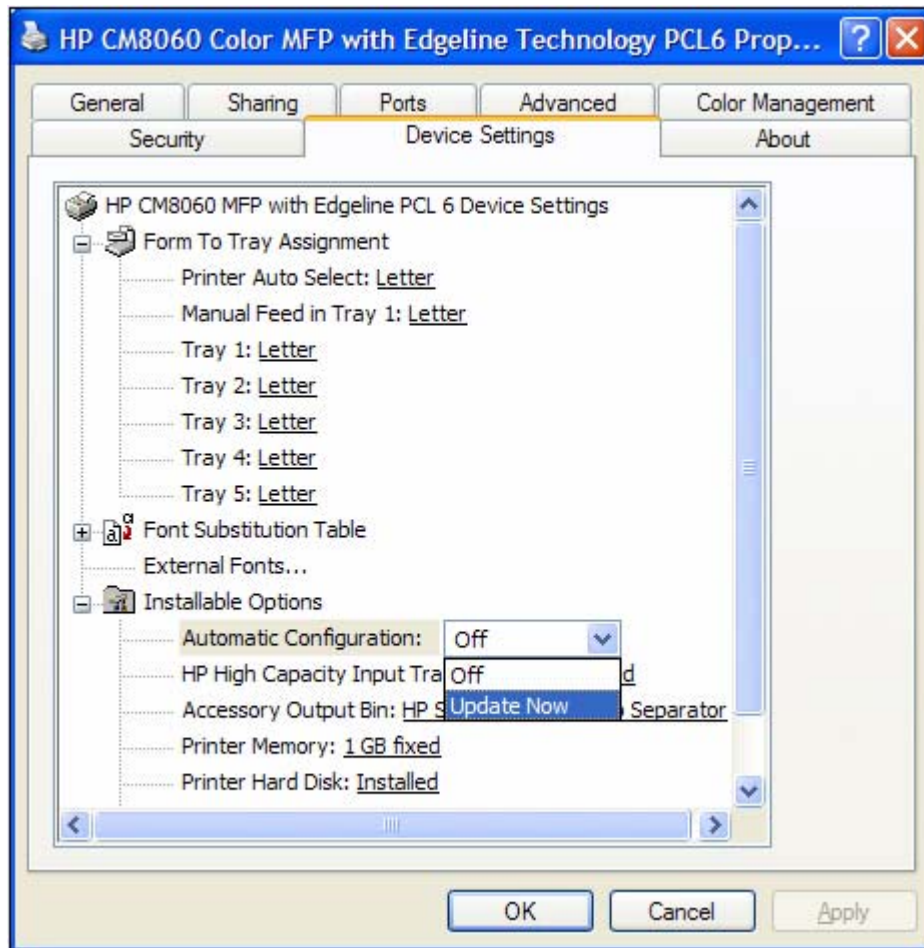 HP CM8060 Color MFP with Edgeline Technology PCL6 Prop...
General Sharing Ports Advanced Color Management
Security Device Settings About
HP CM8060 MFP with Edgeline PCL 6 Device Settings
Form To Tray Assignment
Printer Auto Select: Letter
Manual Feed in Tray 1: Letter
Tray 1: Letter
Tray 2: Letter
Tray 3: Letter
Tray 4: Letter
Tray 5: Letter
Font Substitution Table
External Fonts...
Installable Options
Automatic Configuration: Off
HP High Capacity Input Off
Accessory Output Bin: HP Update Now Separator
Printer Memory: 1 GB fixed
Printer Hard Disk: Installed
OK Cancel Apply